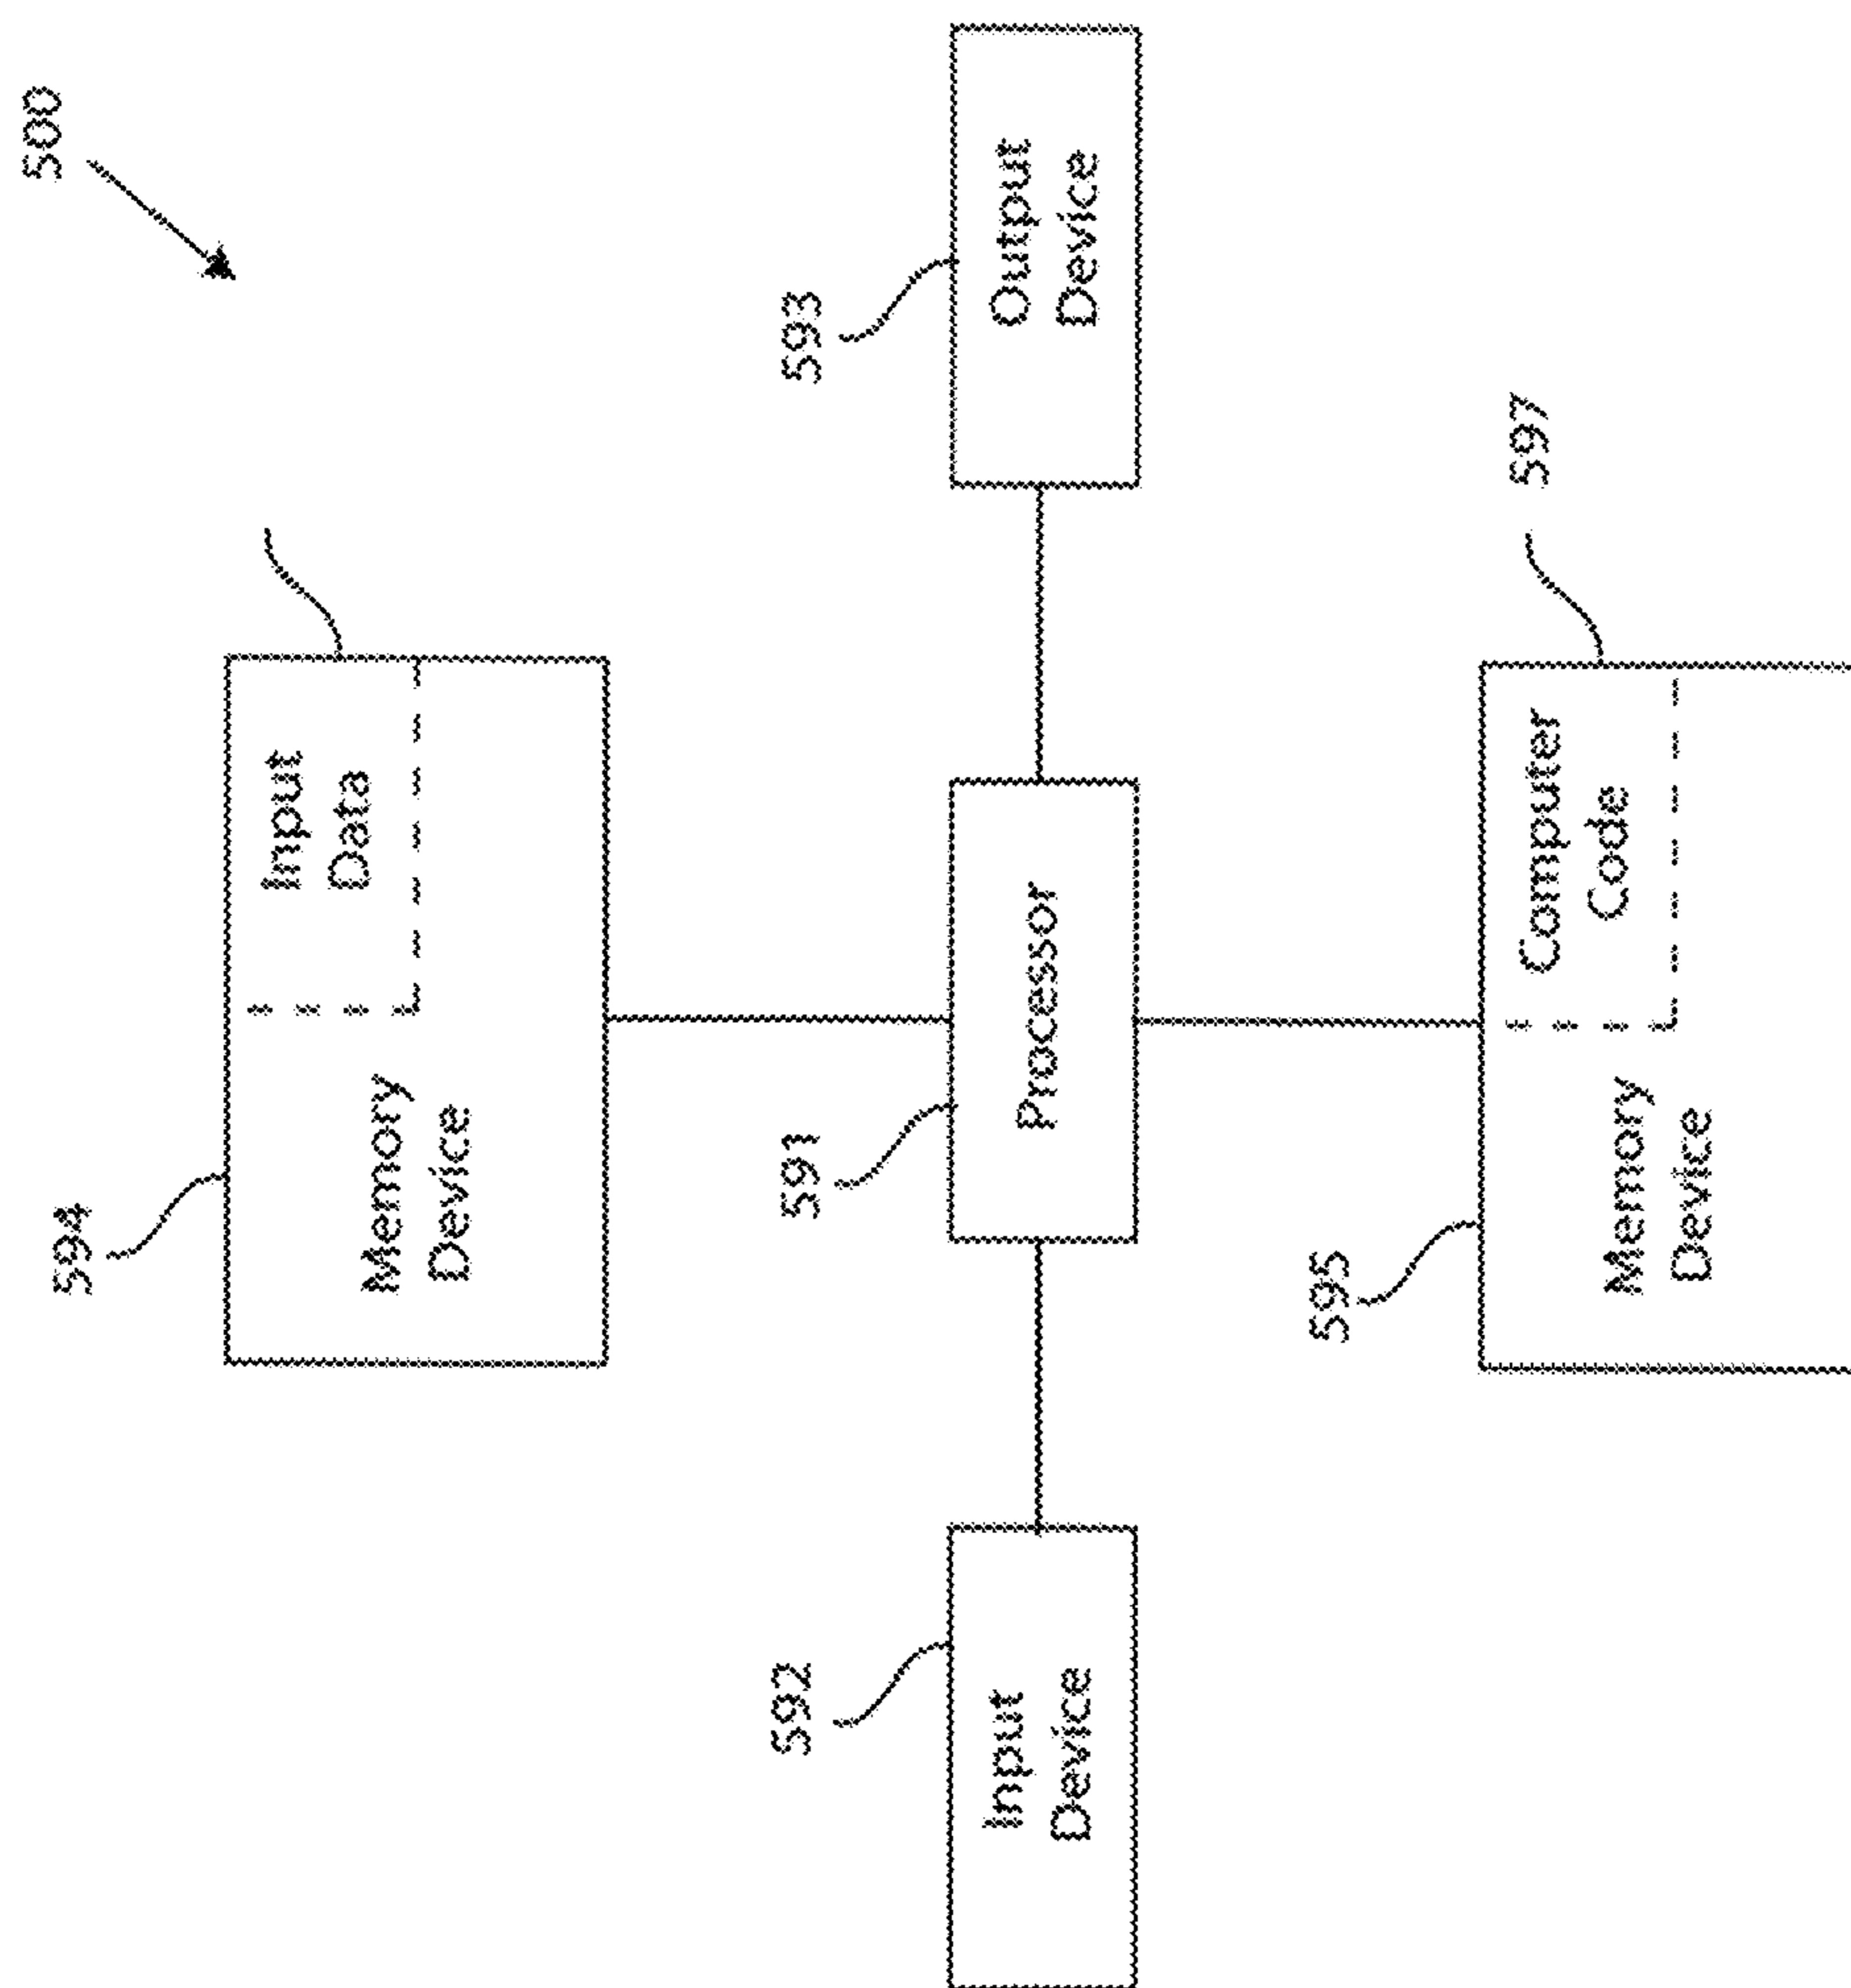 500
594
Input
Data
Memory
Device
592
591
593
Input
Device
Processor
Output
Device
595
597
Computer
Code
Memory
Device